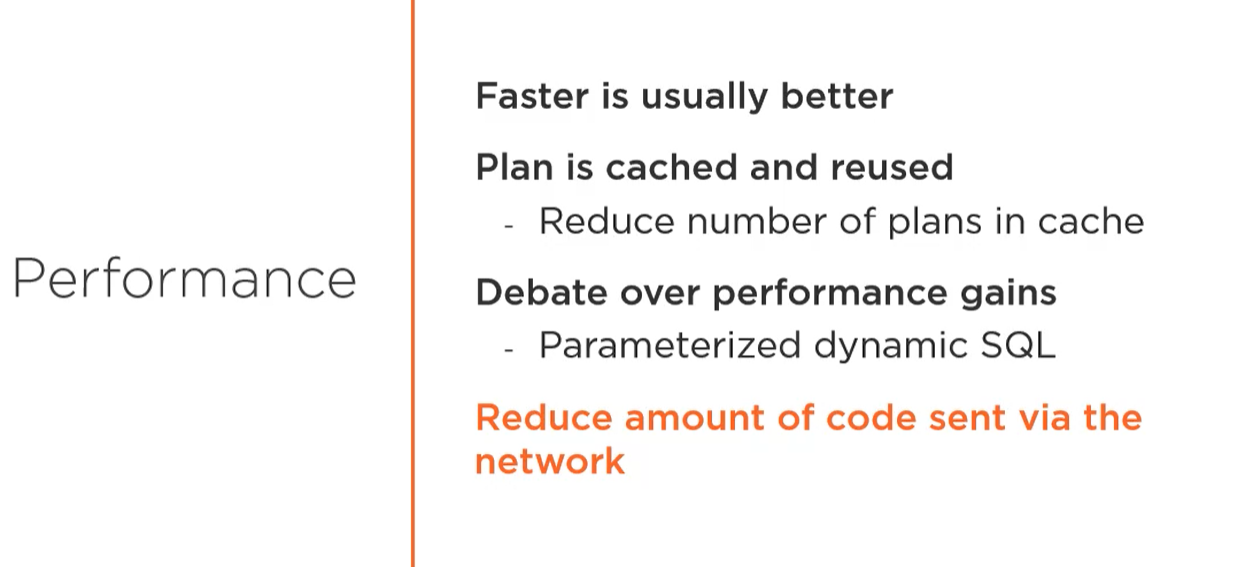 Performance
Faster is usually better
Plan is cached and reused
- Reduce number of plans in cache
Debate over performance gains
- Parameterized dynamic SQL
Reduce amount of code sent via the
network